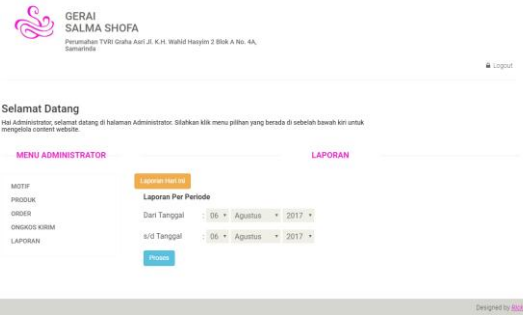 GERAI
SALMA SHOFA
Perumahan TVRI Graha Asri Jl. K.H. Wahid Hasyim 2 Blok A No. 4A,
Samarinda
Logout
Selamat Datang
Hai Administrator, selamat datang di halaman Administrator. Silahkan klik menu pilihan yang berada di sebelah bawah kiri untuk
mengelola content website.
MENU ADMINISTRATOR
LAPORAN
MOTIF
PRODUK
ORDER
ONGKOS KIRIM
LAPORAN
Laporan Hari Ini
Laporan Per Periode
Dari Tanggal : 06 Agustus 2017
s/d Tanggal : 06 Agustus 2017
Proses
Designed by